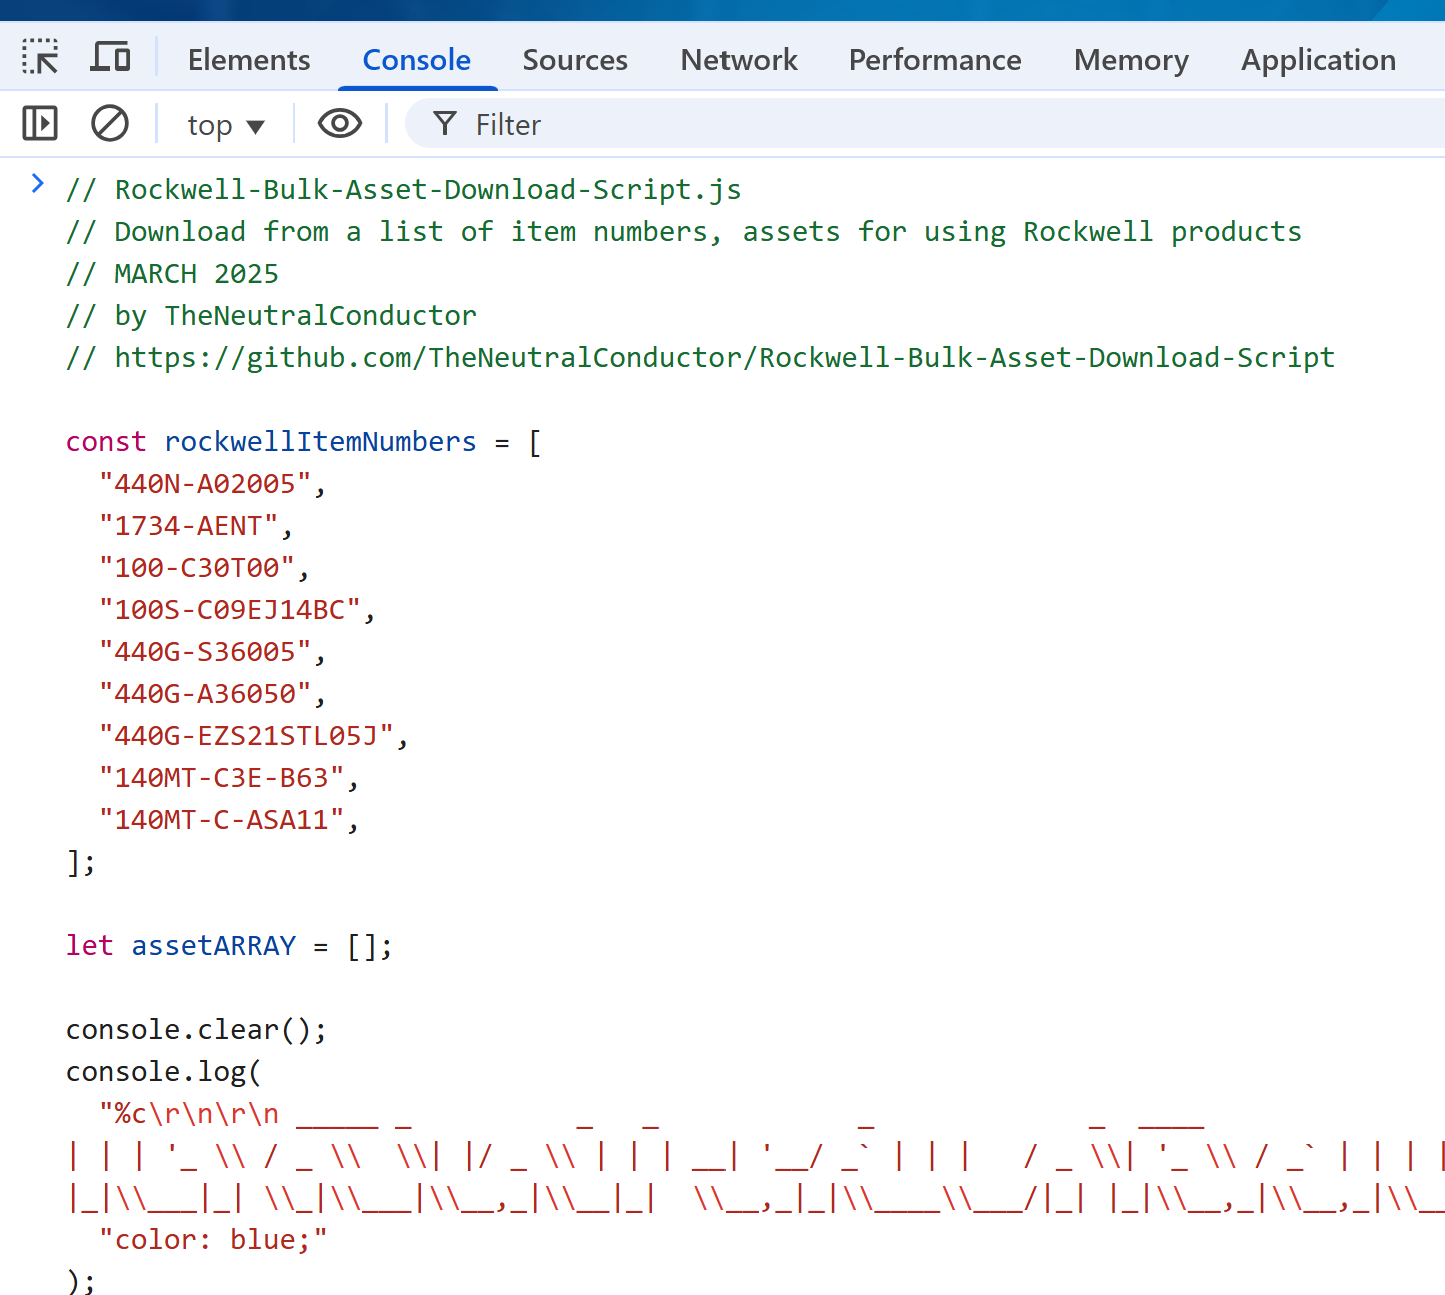 Elements Console Sources Network Performance Memory Application
top Filter
// Rockwell-Bulk-Asset-Download-Script.js
// Download from a list of item numbers, assets for using Rockwell products
// MARCH 2025
// by TheNeutralConductor
// https://github.com/TheNeutralConductor/Rockwell-Bulk-Asset-Download-Script
const rockwellItemNumbers = [
"440N-A02005",
"1734-AENT",
"100-C30T00",
"100S-C09EJ14BC",
"440G-S36005",
"440G-A36050",
"440G-EZS21STL05J",
"140MT-C3E-B63",
"140MT-C-ASA11",
];
let assetARRAY = [];
console.clear();
console.log(
"%c\r\n\r\n _____ _          _   _            _             _  ____
| | | '_ \\ / _ \\  \\| |/ _ \\ | | | __| '__/ _` | | |   / _ \\| '_ \\ / _` | | | |
|_|\\___|_| \\_|\\___|\\__,_|\\__|_|  \\__,_|_|\\____\\___/|_| |_|\\__,_|\\__,_|\\__
"color: blue;"
);